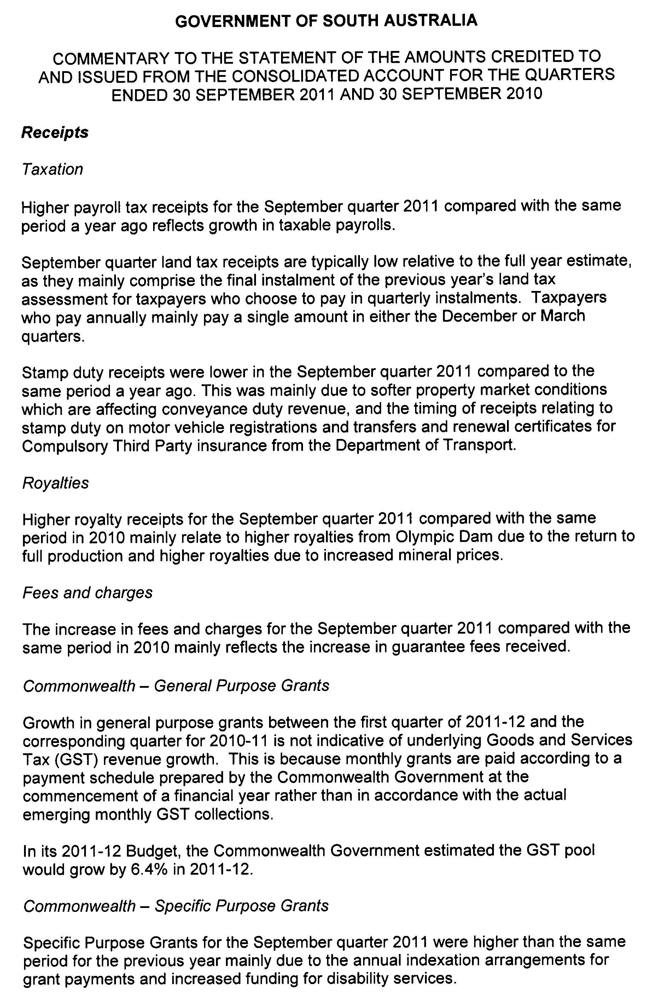 GOVERNMENT OF SOUTH AUSTRALIA
COMMENTARY TO THE STATEMENT OF THE AMOUNTS CREDITED TO
AND ISSUED FROM THE CONSOLIDATED ACCOUNT FOR THE QUARTERS
ENDED 30 SEPTEMBER 2011 AND 30 SEPTEMBER 2010
Receipts
Taxation
Higher payroll tax receipts for the September quarter 2011 compared with the same
period a year ago reflects growth in taxable payrolls.
September quarter land tax receipts are typically low relative to the full year estimate,
as they mainly comprise the final instalment of the previous year's land tax
assessment for taxpayers who choose to pay in quarterly instalments.  Taxpayers
who pay annually mainly pay a single amount in either the December or March
quarters.
Stamp duty receipts were lower in the September quarter 2011 compared to the
same period a year ago. This was mainly due to softer property market conditions
which are affecting conveyance duty revenue, and the timing of receipts relating to
stamp duty on motor vehicle registrations and transfers and renewal certificates for
Compulsory Third Party insurance from the Department of Transport.
Royalties
Higher royalty receipts for the September quarter 2011 compared with the same
period in 2010 mainly relate to higher royalties from Olympic Dam due to the return to
full production and higher royalties due to increased mineral prices.
Fees and charges
The increase in fees and charges for the September quarter 2011 compared with the
same period in 2010 mainly reflects the increase in guarantee fees received.
Commonwealth – General Purpose Grants
Growth in general purpose grants between the first quarter of 2011-12 and the
corresponding quarter for 2010-11 is not indicative of underlying Goods and Services
Tax (GST) revenue growth.  This is because monthly grants are paid according to a
payment schedule prepared by the Commonwealth Government at the
commencement of a financial year rather than in accordance with the actual
emerging monthly GST collections.
In its 2011-12 Budget, the Commonwealth Government estimated the GST pool
would grow by 6.4% in 2011-12.
Commonwealth – Specific Purpose Grants
Specific Purpose Grants for the September quarter 2011 were higher than the same
period for the previous year mainly due to the annual indexation arrangements for
grant payments and increased funding for disability services.